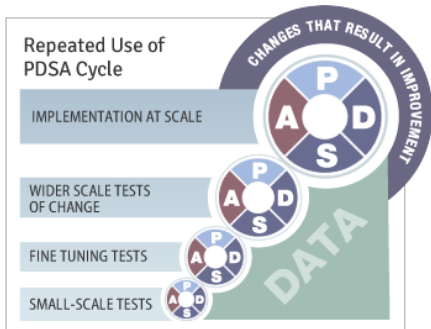 Repeated Use of
PDSA Cycle
CHANGES THAT RESULT IN IMPROVEMENT
IMPLEMENTATION AT SCALE
P
A D
S
WIDER SCALE TESTS
OF CHANGE
P
A D
S
FINE TUNING TESTS
P
A D
S
SMALL-SCALE TESTS
P
A D
S
DATA